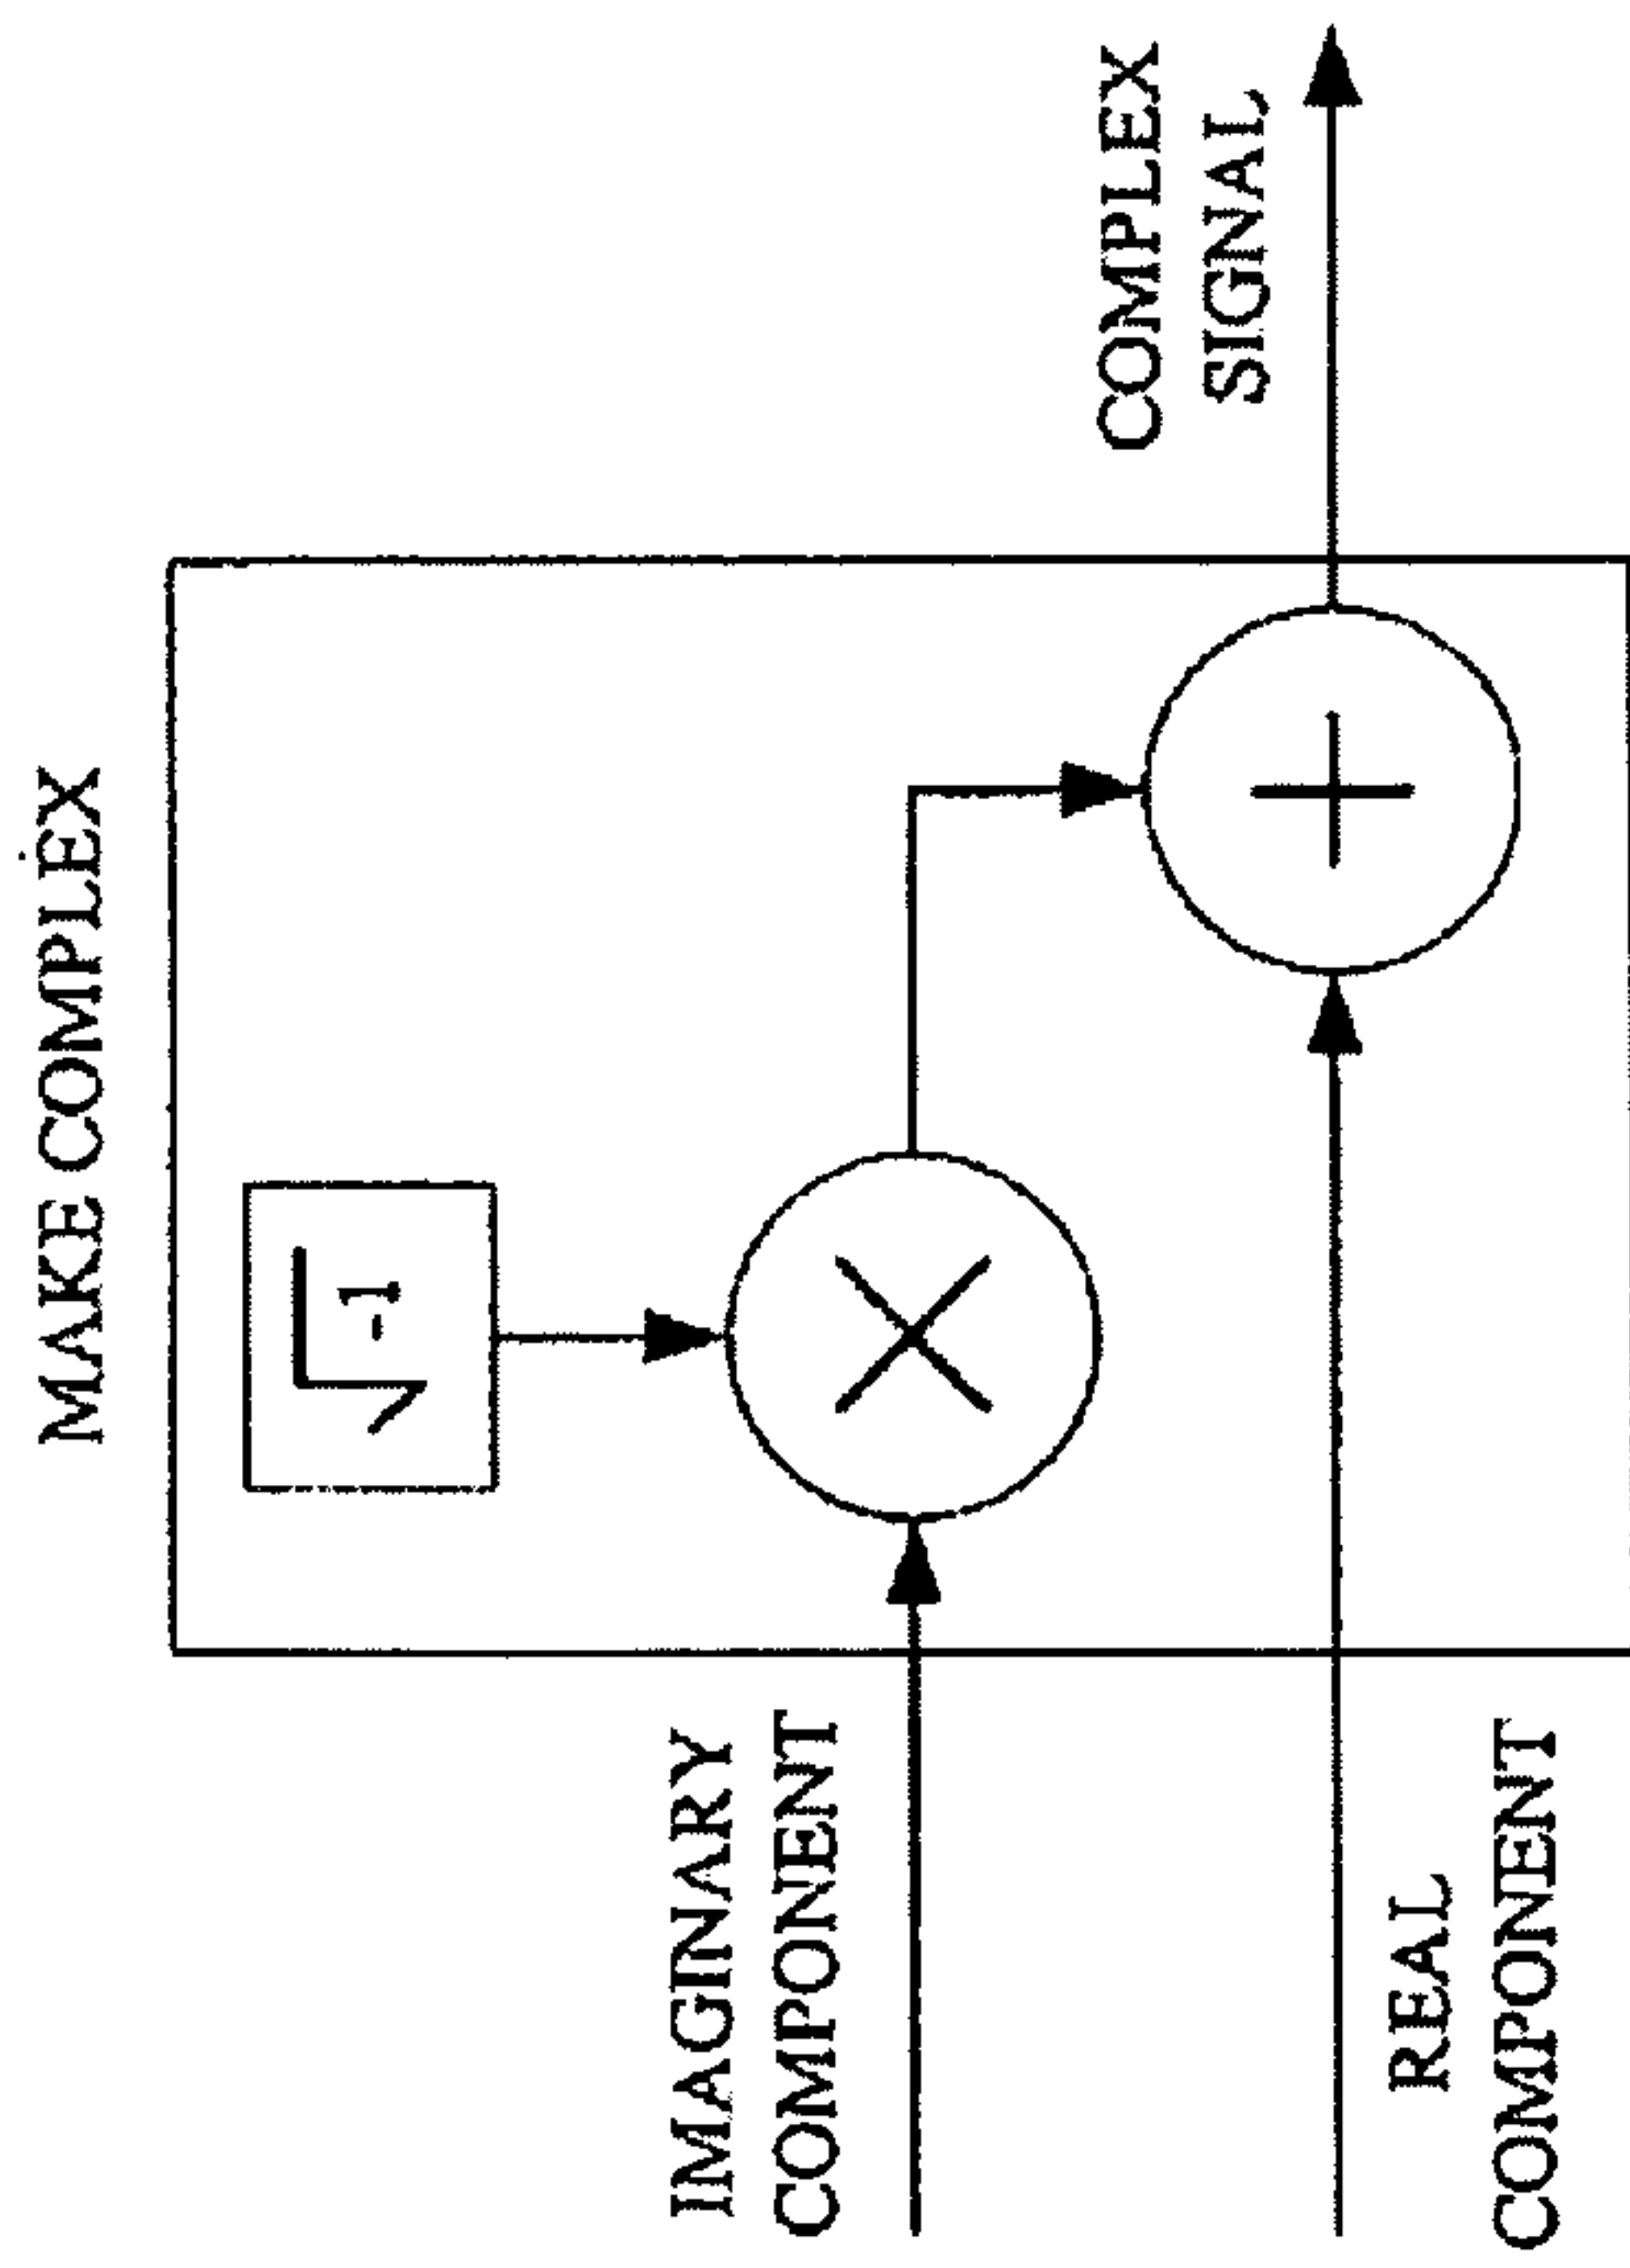 MAKE COMPLEX
√-1
×
+
IMAGINARY
COMPONENT
REAL
COMPONENT
COMPLEX
SIGNAL